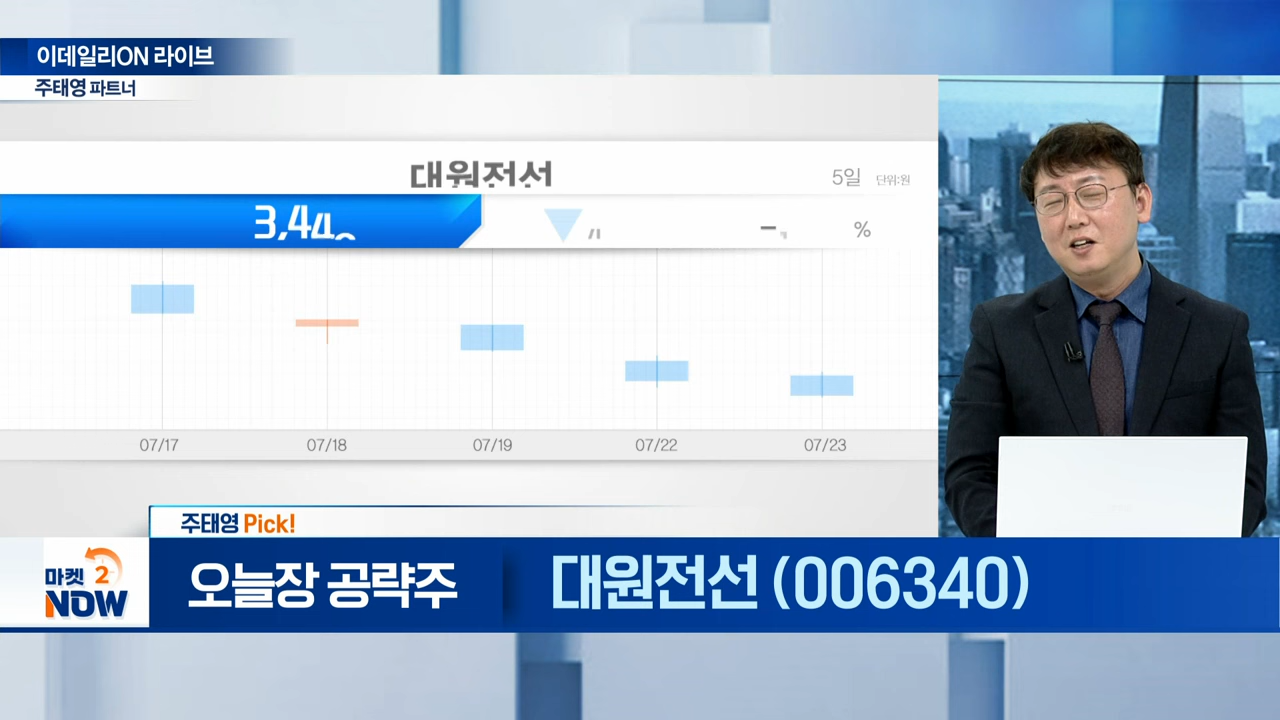 이데일리ON 라이브
주태영 파트너
대원전선
5일 단위:원
%
07/17 07/18 07/19 07/22 07/23
주태영 Pick!
마켓 2
NOW
오늘장 공략주 대원전선 (006340)